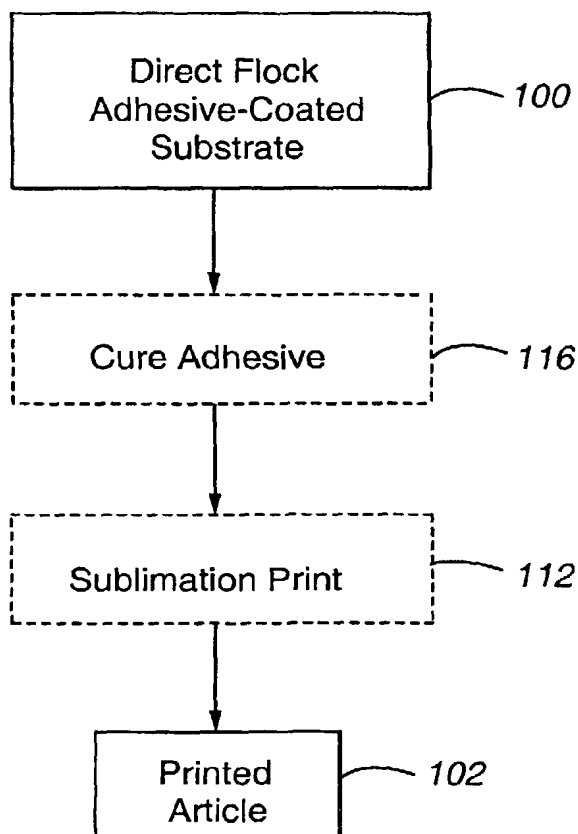 Direct Flock
Adhesive-Coated
Substrate
100
Cure Adhesive
116
Sublimation Print
112
Printed
Article
102